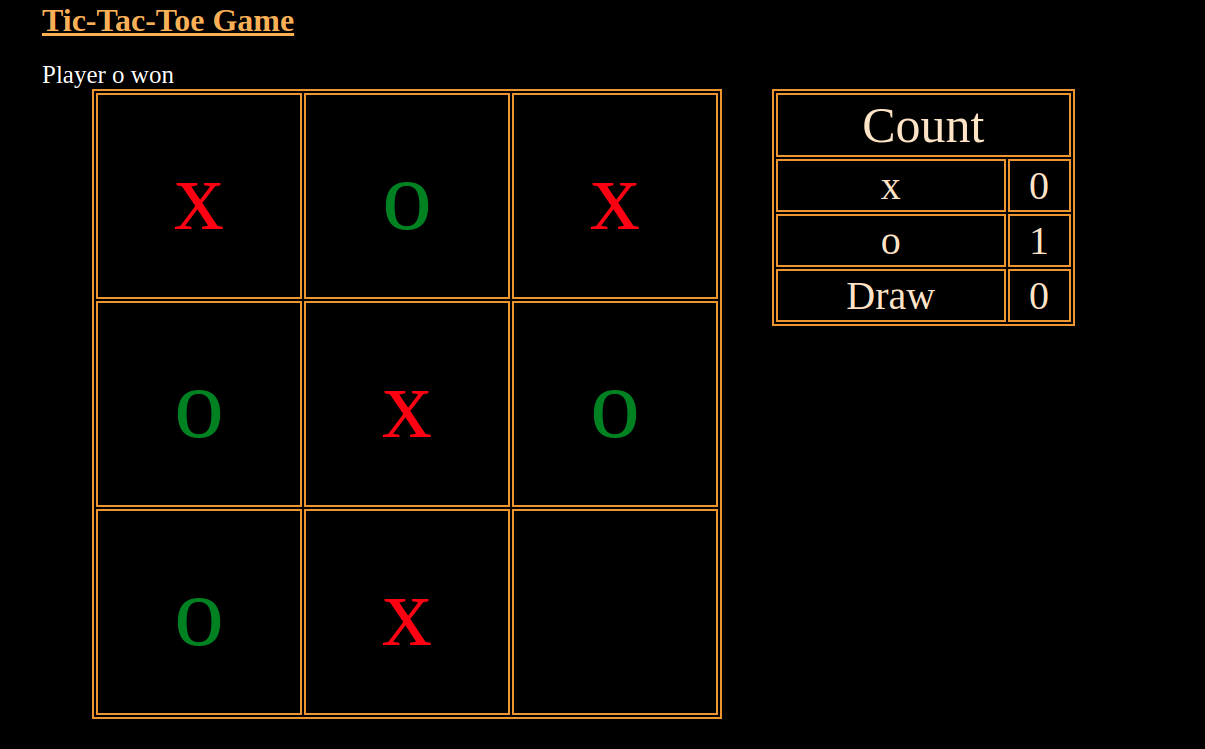 Tic-Tac-Toe Game
Player o won
x o x
o x o
o x
Count
x 0
o 1
Draw 0